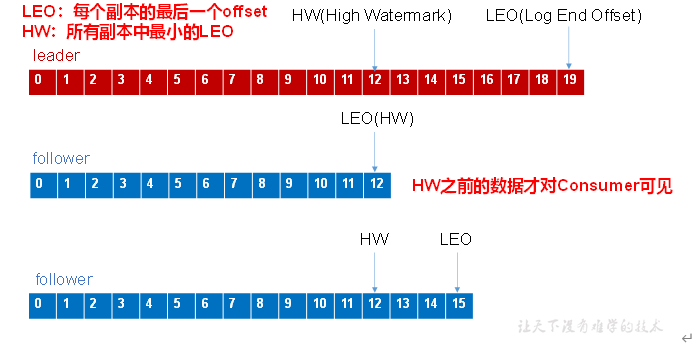 LEO：每个副本的最后一个offset
HW：所有副本中最小的LEO
HW(High Watermark)
LEO(Log End Offset)
leader
0 1 2 3 4 5 6 7 8 9 10 11 12 13 14 15 16 17 18 19
LEO(HW)
follower
0 1 2 3 4 5 6 7 8 9 10 11 12
HW之前的数据才对Consumer可见
HW
LEO
follower
0 1 2 3 4 5 6 7 8 9 10 11 12 13 14 15
让天下没有难学的技术